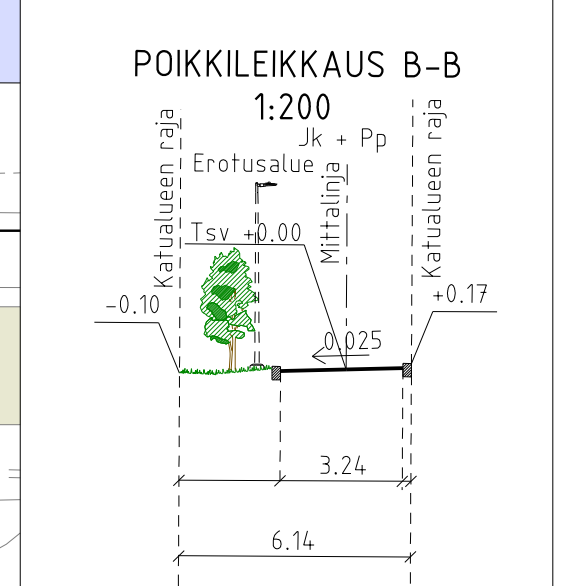 POIKKILEIKKAUS B-B
1:200
Jk + Pp
Katualueen raja
Erotusalue
Mittalinja
Katualueen raja
Tsv +0.00
-0.10
+0.17
0.025
3.24
6.14